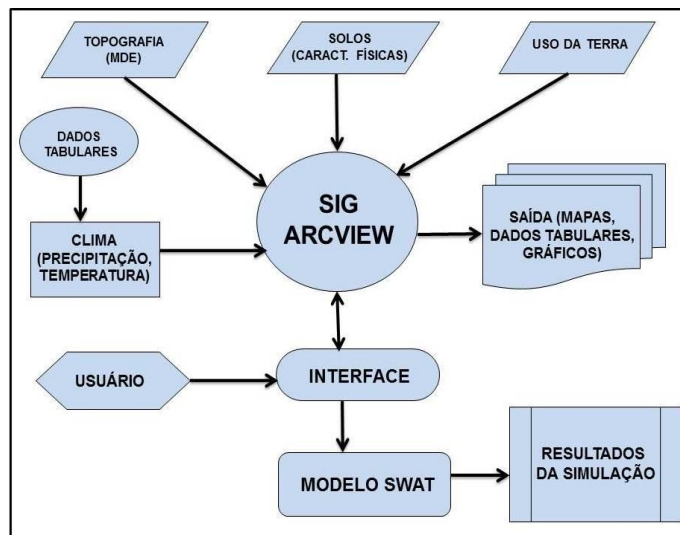 TOPOGRAFIA
(MDE)
SOLOS
(CARACT. FÍSICAS)
USO DA TERRA
DADOS
TABULARES
CLIMA
(PRECIPITAÇÃO,
TEMPERATURA)
SIG
ARCVIEW
SAÍDA (MAPAS,
DADOS TABULARES,
GRÁFICOS)
USUÁRIO
INTERFACE
MODELO SWAT
RESULTADOS
DA SIMULAÇÃO